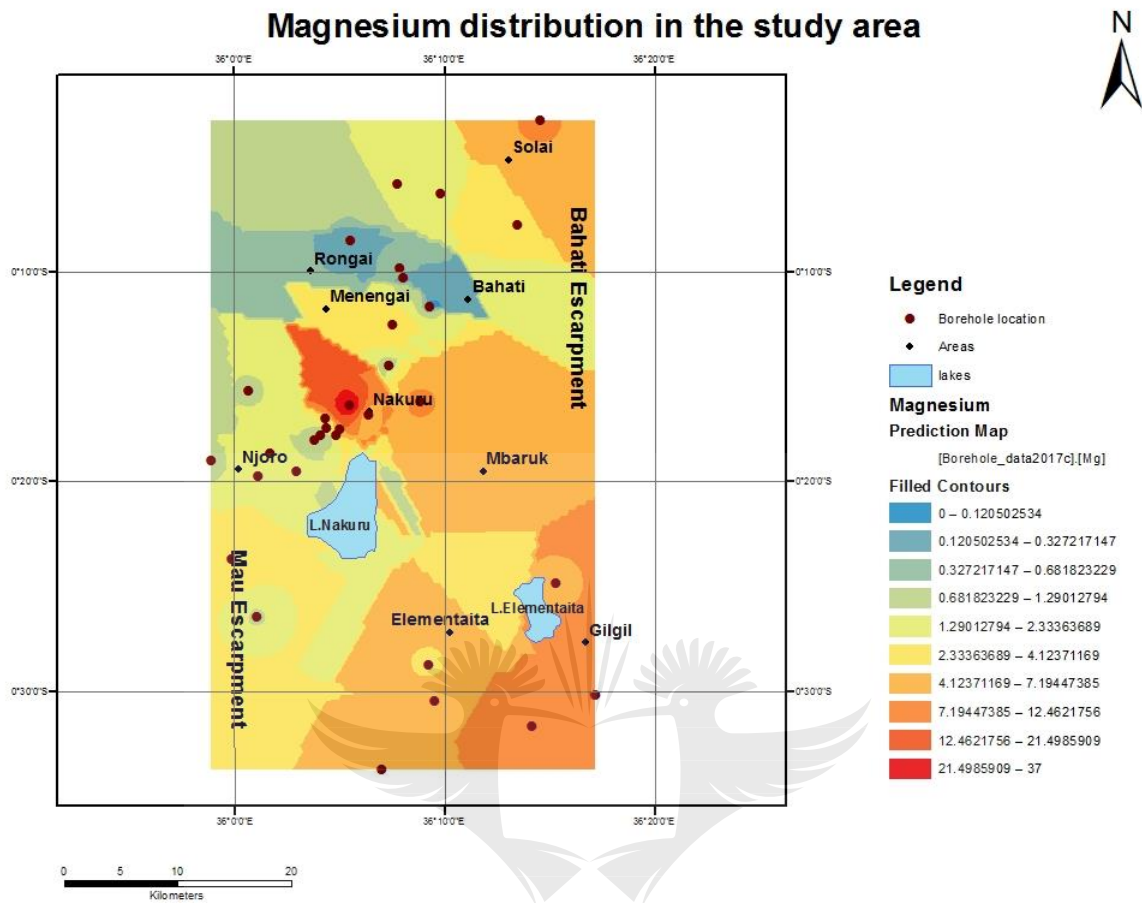 Magnesium distribution in the study area
N
36°0'0"E
36°10'0"E
36°20'0"E
Solai
Bahati Escarpment
Rongai
0°10'0"S
0°10'0"S
Bahati
Menengai
Nakuru
Njoro
Mbaruk
0°20'0"S
0°20'0"S
L.Nakuru
Mau Escarpment
Elementaita
L.Elementaita
Gilgil
0°30'0"S
0°30'0"S
36°0'0"E
36°10'0"E
36°20'0"E
0 5 10 20
Kilometers
Legend
Borehole location
Areas
lakes
Magnesium
Prediction Map
[Borehole_data2017c].[Mg]
Filled Contours
0 – 0.120502534
0.120502534 – 0.327217147
0.327217147 – 0.681823229
0.681823229 – 1.29012794
1.29012794 – 2.33363689
2.33363689 – 4.12371169
4.12371169 – 7.19447385
7.19447385 – 12.4621756
12.4621756 – 21.4985909
21.4985909 – 37